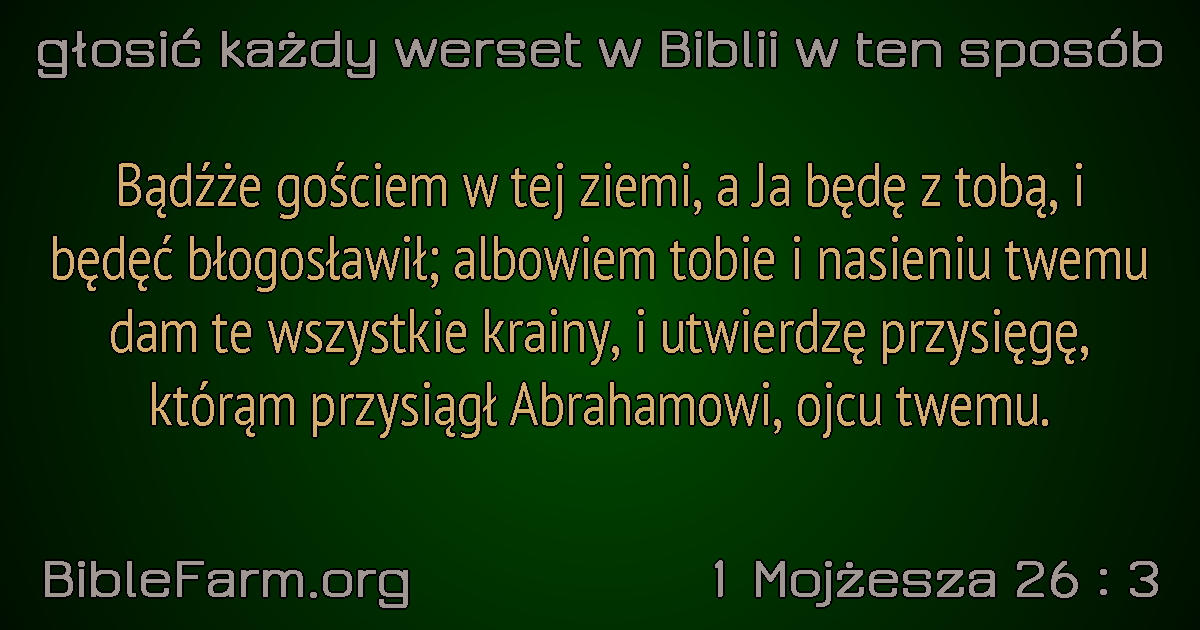 głosić każdy werset w Biblii w ten sposób
Bądźże gościem w tej ziemi, a Ja będę z tobą, i
będęć błogosławił; albowiem tobie i nasieniu twemu
dam te wszystkie krainy, i utwierdzę przysięgę,
którąm przysiągł Abrahamowi, ojcu twemu.
BibleFarm.org
1 Mojżesza 26 : 3